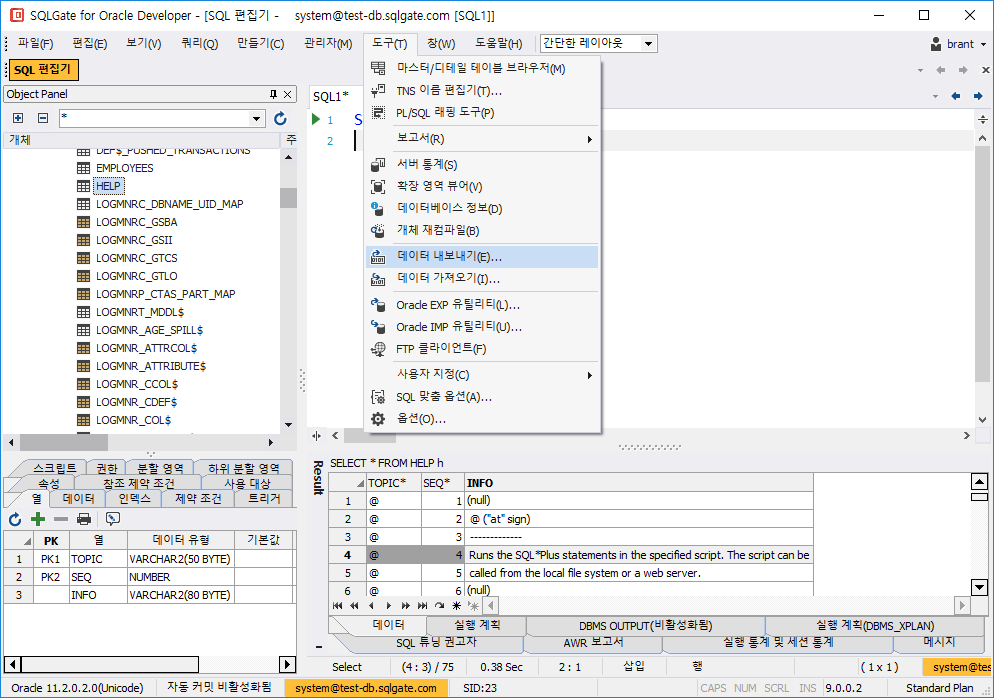 SQLGate for Oracle Developer - [SQL 편집기 - system@test-db.sqlgate.com [SQL1]]
파일(F) 편집(E) 보기(V) 쿼리(Q) 만들기(C) 관리자(M) 도구(T) 창(W) 도움말(H) 간단한 레이아웃 brant
SQL 편집기
Object Panel
*
개체 주
DEF$_PUSHED_TRANSACTIONS
EMPLOYEES
HELP
LOGMNRC_DBNAME_UID_MAP
LOGMNRC_GSBA
LOGMNRC_GSII
LOGMNRC_GTCS
LOGMNRC_GTLO
LOGMNRP_CTAS_PART_MAP
LOGMNRT_MDDL$
LOGMNR_AGE_SPILL$
LOGMNR_ATTRCOL$
LOGMNR_ATTRIBUTE$
LOGMNR_CCOL$
LOGMNR_CDEF$
LOGMNR_COL$
스크립트 권한 분할 영역 하위 분할 영역
속성 참조 제약 조건 사용 대상
열 데이터 인덱스 제약 조건 트리거
PK 열 데이터 유형 기본값
1 PK1 TOPIC VARCHAR2(50 BYTE)
2 PK2 SEQ NUMBER
3 INFO VARCHAR2(80 BYTE)
SQL1*
1 S
2
마스터/디테일 테이블 브라우저(M)
TNS 이름 편집기(T)...
PL/SQL 래핑 도구(P)
보고서(R)
서버 통계(S)
확장 영역 뷰어(V)
데이터베이스 정보(D)
개체 재컴파일(B)
데이터 내보내기(E)...
데이터 가져오기(I)...
Oracle EXP 유틸리티(L)...
Oracle IMP 유틸리티(U)...
FTP 클라이언트(F)
사용자 지정(C)
SQL 맞춤 옵션(A)...
옵션(O)...
Result
SELECT * FROM HELP h
TOPIC* SEQ* INFO
1 @ 1 (null)
2 @ 2 @ ("at" sign)
3 @ 3 -------------
4 @ 4 Runs the SQL*Plus statements in the specified script. The script can be
5 @ 5 called from the local file system or a web server.
6 @ 6 (null)
데이터 실행 계획 DBMS OUTPUT(비활성화됨) 실행 계획(DBMS_XPLAN)
SQL 튜닝 권고자 AWR 보고서 실행 통계 및 세션 통계 메시지
Select (4 : 3) / 75 0.38 Sec 2 : 1 삽입 행 ( 1 x 1 ) system@tes
Oracle 11.2.0.2.0(Unicode) 자동 커밋 비활성화됨 system@test-db.sqlgate.com SID:23 CAPS NUM SCRL INS 9.0.0.2 Standard Plan